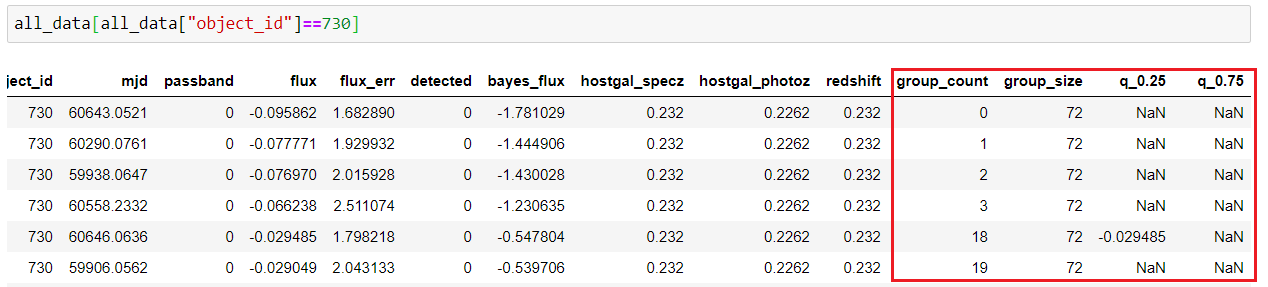 all_data[all_data["object_id"]==730]
ject_id mjd passband flux flux_err detected bayes_flux hostgal_specz hostgal_photoz redshift group_count group_size q_0.25 q_0.75
730 60643.0521 0 -0.095862 1.682890 0 -1.781029 0.232 0.2262 0.232 0 72 NaN NaN
730 60290.0761 0 -0.077771 1.929932 0 -1.444906 0.232 0.2262 0.232 1 72 NaN NaN
730 59938.0647 0 -0.076970 2.015928 0 -1.430028 0.232 0.2262 0.232 2 72 NaN NaN
730 60558.2332 0 -0.066238 2.511074 0 -1.230635 0.232 0.2262 0.232 3 72 NaN NaN
730 60646.0636 0 -0.029485 1.798218 0 -0.547804 0.232 0.2262 0.232 18 72 -0.029485 NaN
730 59906.0562 0 -0.029049 2.043133 0 -0.539706 0.232 0.2262 0.232 19 72 NaN NaN